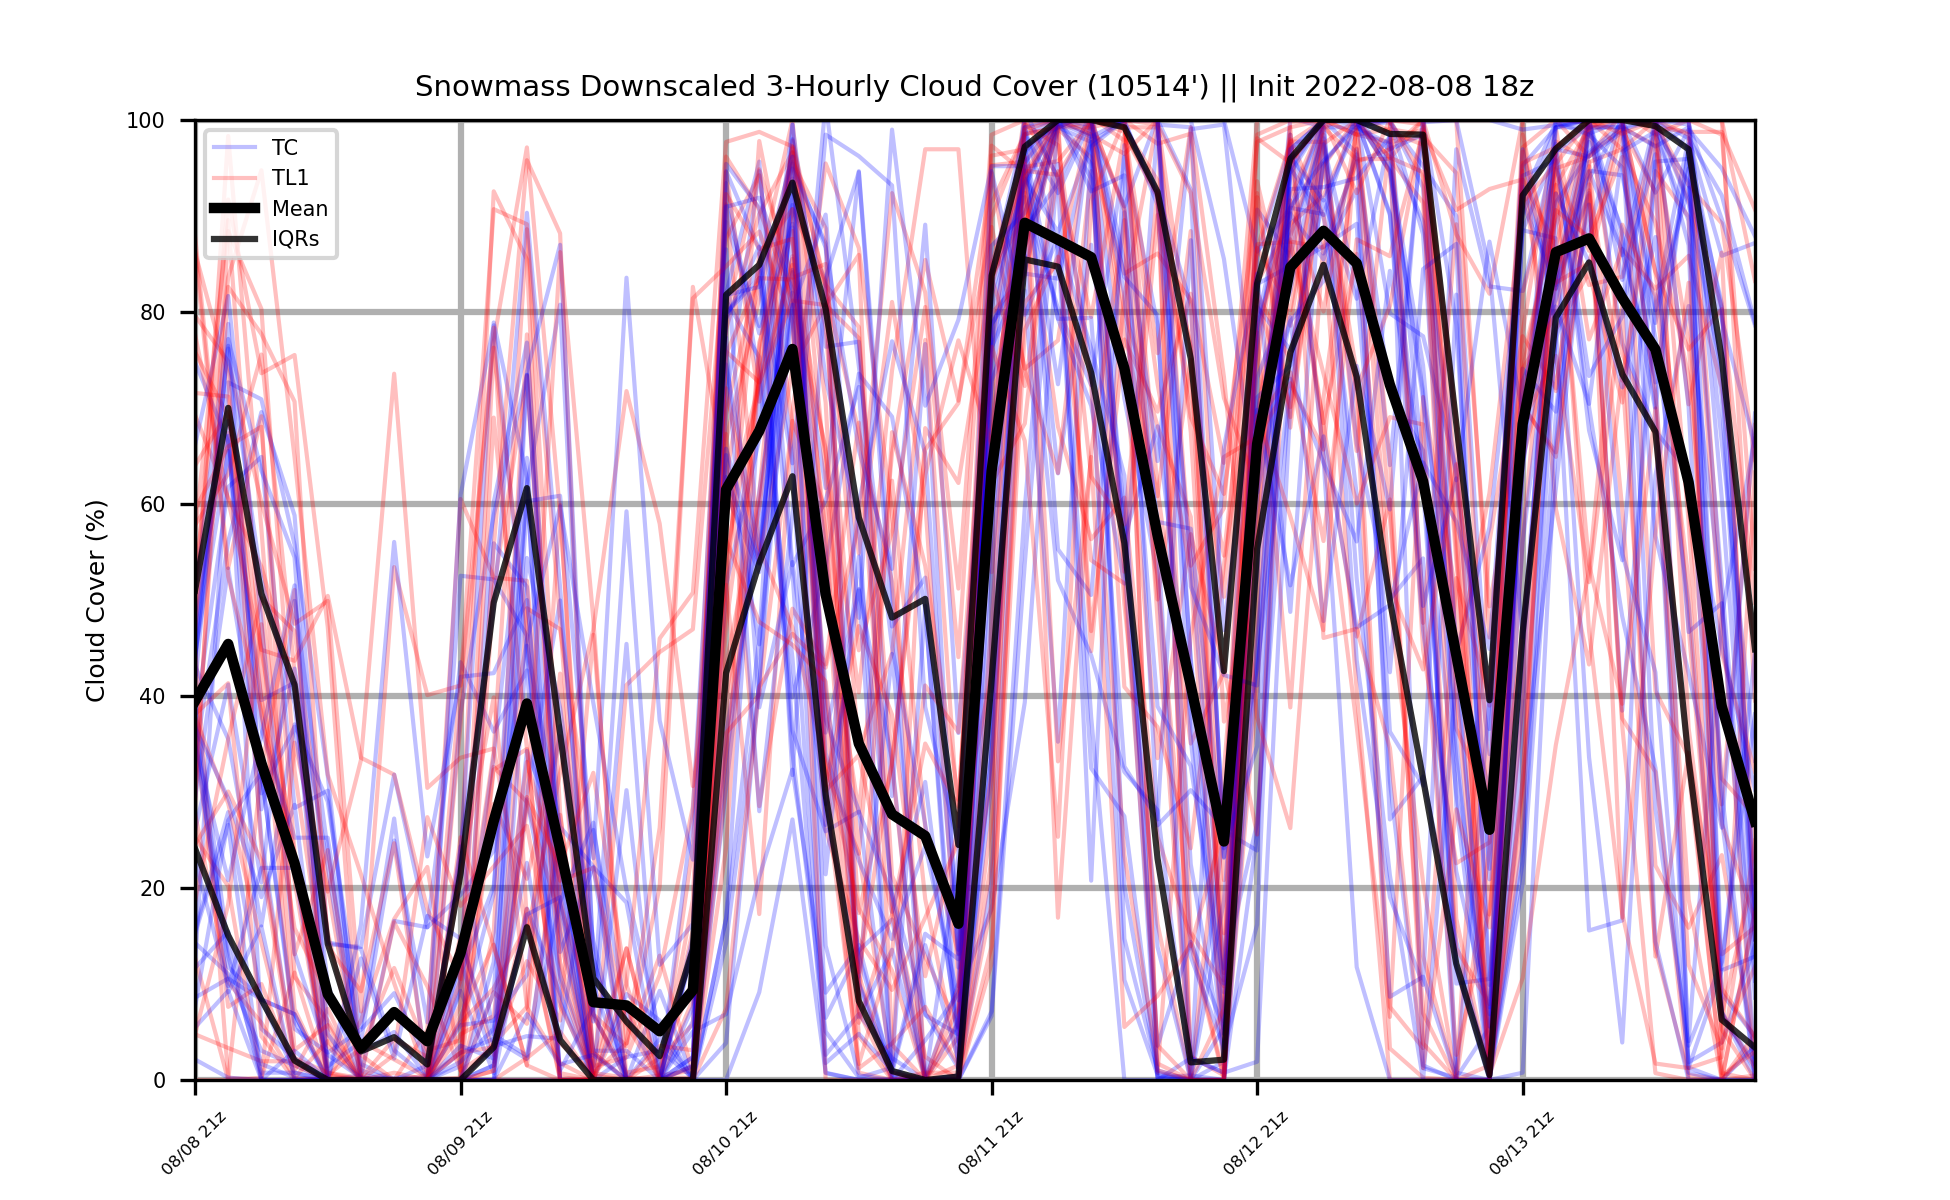 Snowmass Downscaled 3-Hourly Cloud Cover (10514') || Init 2022-08-08 18z
TC
TL1
Mean
IQRs
Cloud Cover (%)
100
80
60
40
20
0
08/08 21z
08/09 21z
08/10 21z
08/11 21z
08/12 21z
08/13 21z